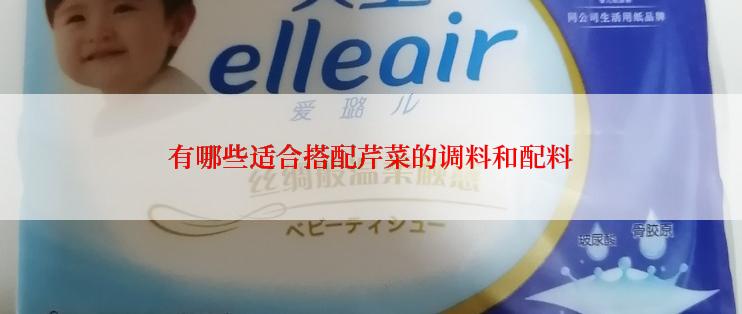 同公司生活用纸品牌
elleair
爱璐儿
有哪些适合搭配芹菜的调料和配料
丝绸般温柔触感
ベビーティシュー
玻尿酸
骨胶原